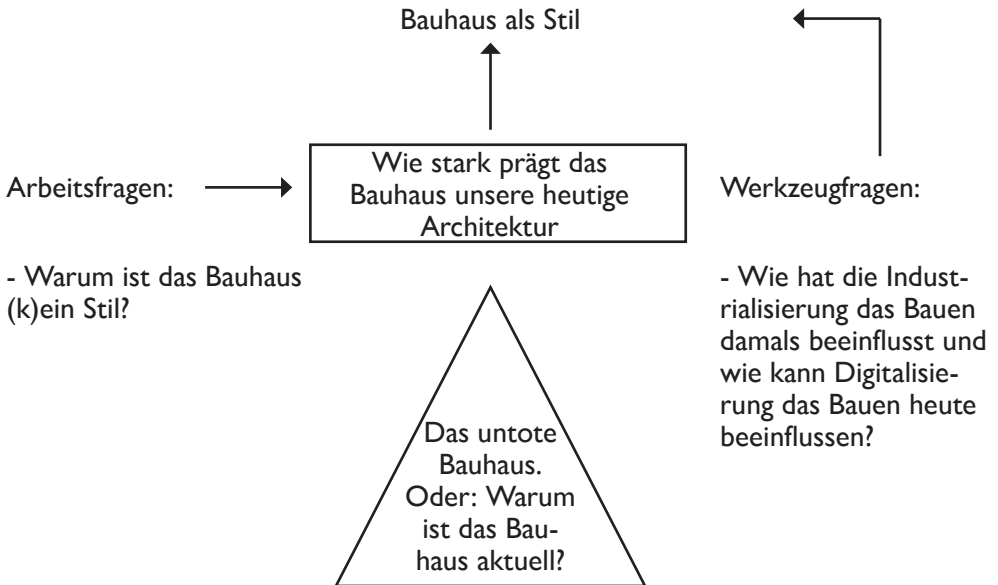 Bauhaus als Stil
Arbeitsfragen:
Wie stark prägt das
Bauhaus unsere heutige
Architektur
Werkzeugfragen:
- Warum ist das Bauhaus
(k)ein Stil?
- Wie hat die Indust-
rialisierung das Bauen
damals beeinflusst und
wie kann Digitalisie-
rung das Bauen heute
beeinflussen?
Das untote
Bauhaus.
Oder: Warum
ist das Bau-
haus aktuell?